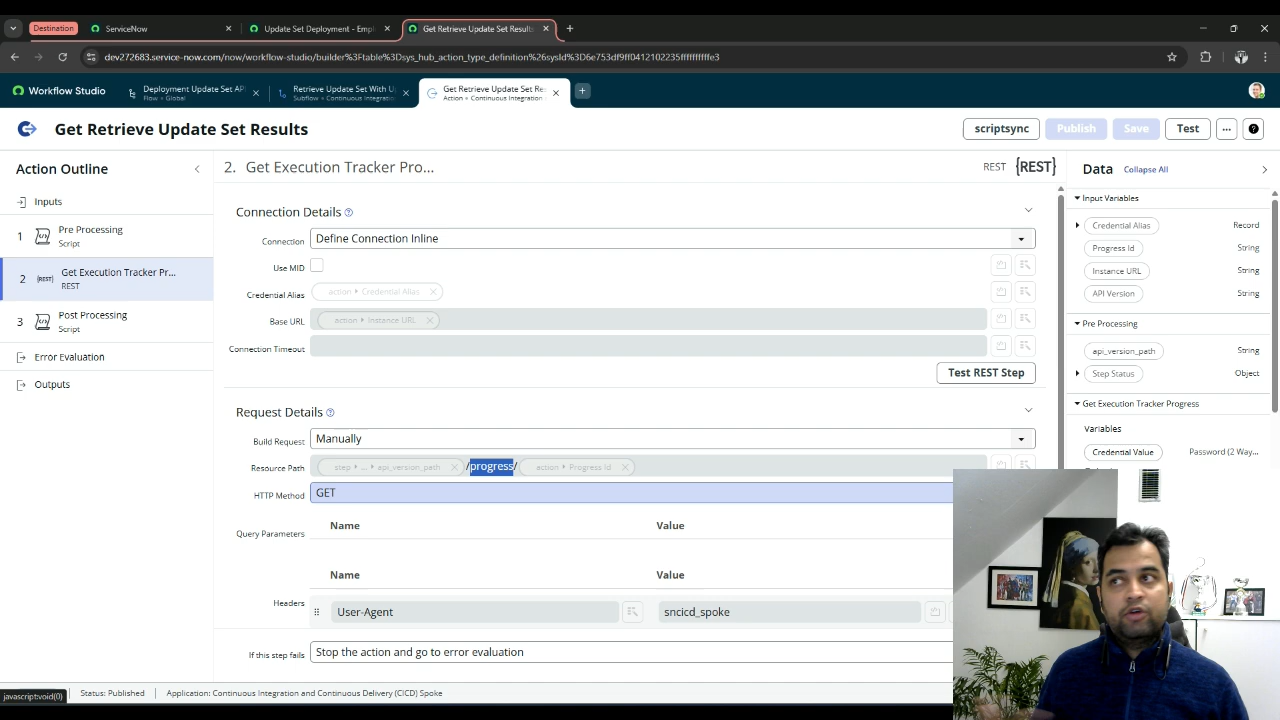 Destination
ServiceNow
Update Set Deployment - Empl
Get Retrieve Update Set Results
dev272683.service-now.com/now/workflow-studio/builder%3Ftable%3Dsys_hub_action_type_definition%26sysId%3D6e753df9ff0412102235ffffffffffe3
Workflow Studio
Deployment Update Set AP
Flow • Global
Retrieve Update Set With U
Subflow • Continuous Integration
Get Retrieve Update Set Re
Action • Continuous Integration
Get Retrieve Update Set Results
scriptsync
Publish
Save
Test
Action Outline
Inputs
1
Pre Processing
Script
2
Get Execution Tracker Pr...
REST
3
Post Processing
Script
Error Evaluation
Outputs
2. Get Execution Tracker Pro...
REST {REST}
Connection Details
Connection
Define Connection Inline
Use MID
Credential Alias
action Credential Alias
Base URL
action Instance URL
Connection Timeout
Test REST Step
Request Details
Build Request
Manually
Resource Path
step ... api_version_path /progress/ action Progress Id
HTTP Method
GET
Query Parameters
Name Value
Headers
Name Value
User-Agent sncicd_spoke
If this step fails
Stop the action and go to error evaluation
Data Collapse All
Input Variables
Credential Alias Record
Progress Id String
Instance URL String
API Version String
Pre Processing
api_version_path String
Step Status Object
Get Execution Tracker Progress
Variables
Credential Value Password (2 Way...
javascript:void(0)
Status: Published
Application: Continuous Integration and Continuous Delivery (CICD) Spoke